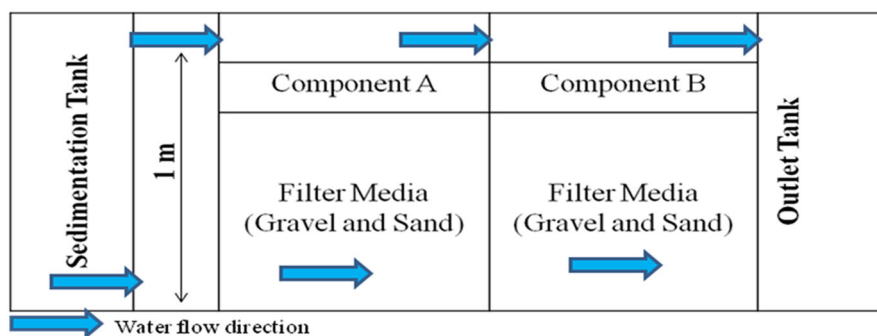 Sedimentation Tank
1 m
Component A
Component B
Filter Media
(Gravel and Sand)
Filter Media
(Gravel and Sand)
Outlet Tank
Water flow direction